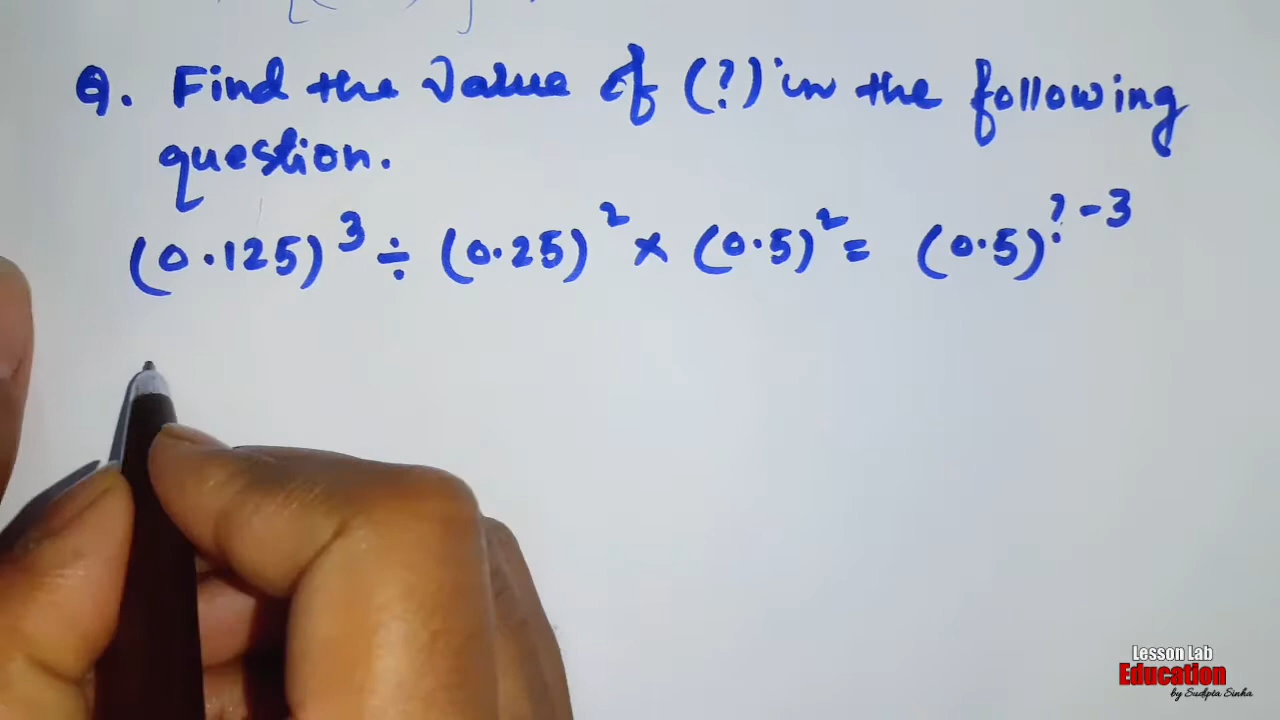 Q. Find the value of (?) in the following
question.
(0.125)³ ÷ (0.25)² × (0.5)² = (0.5)^{? - 3}
Lesson Lab
Education
by Sudipta Sinha